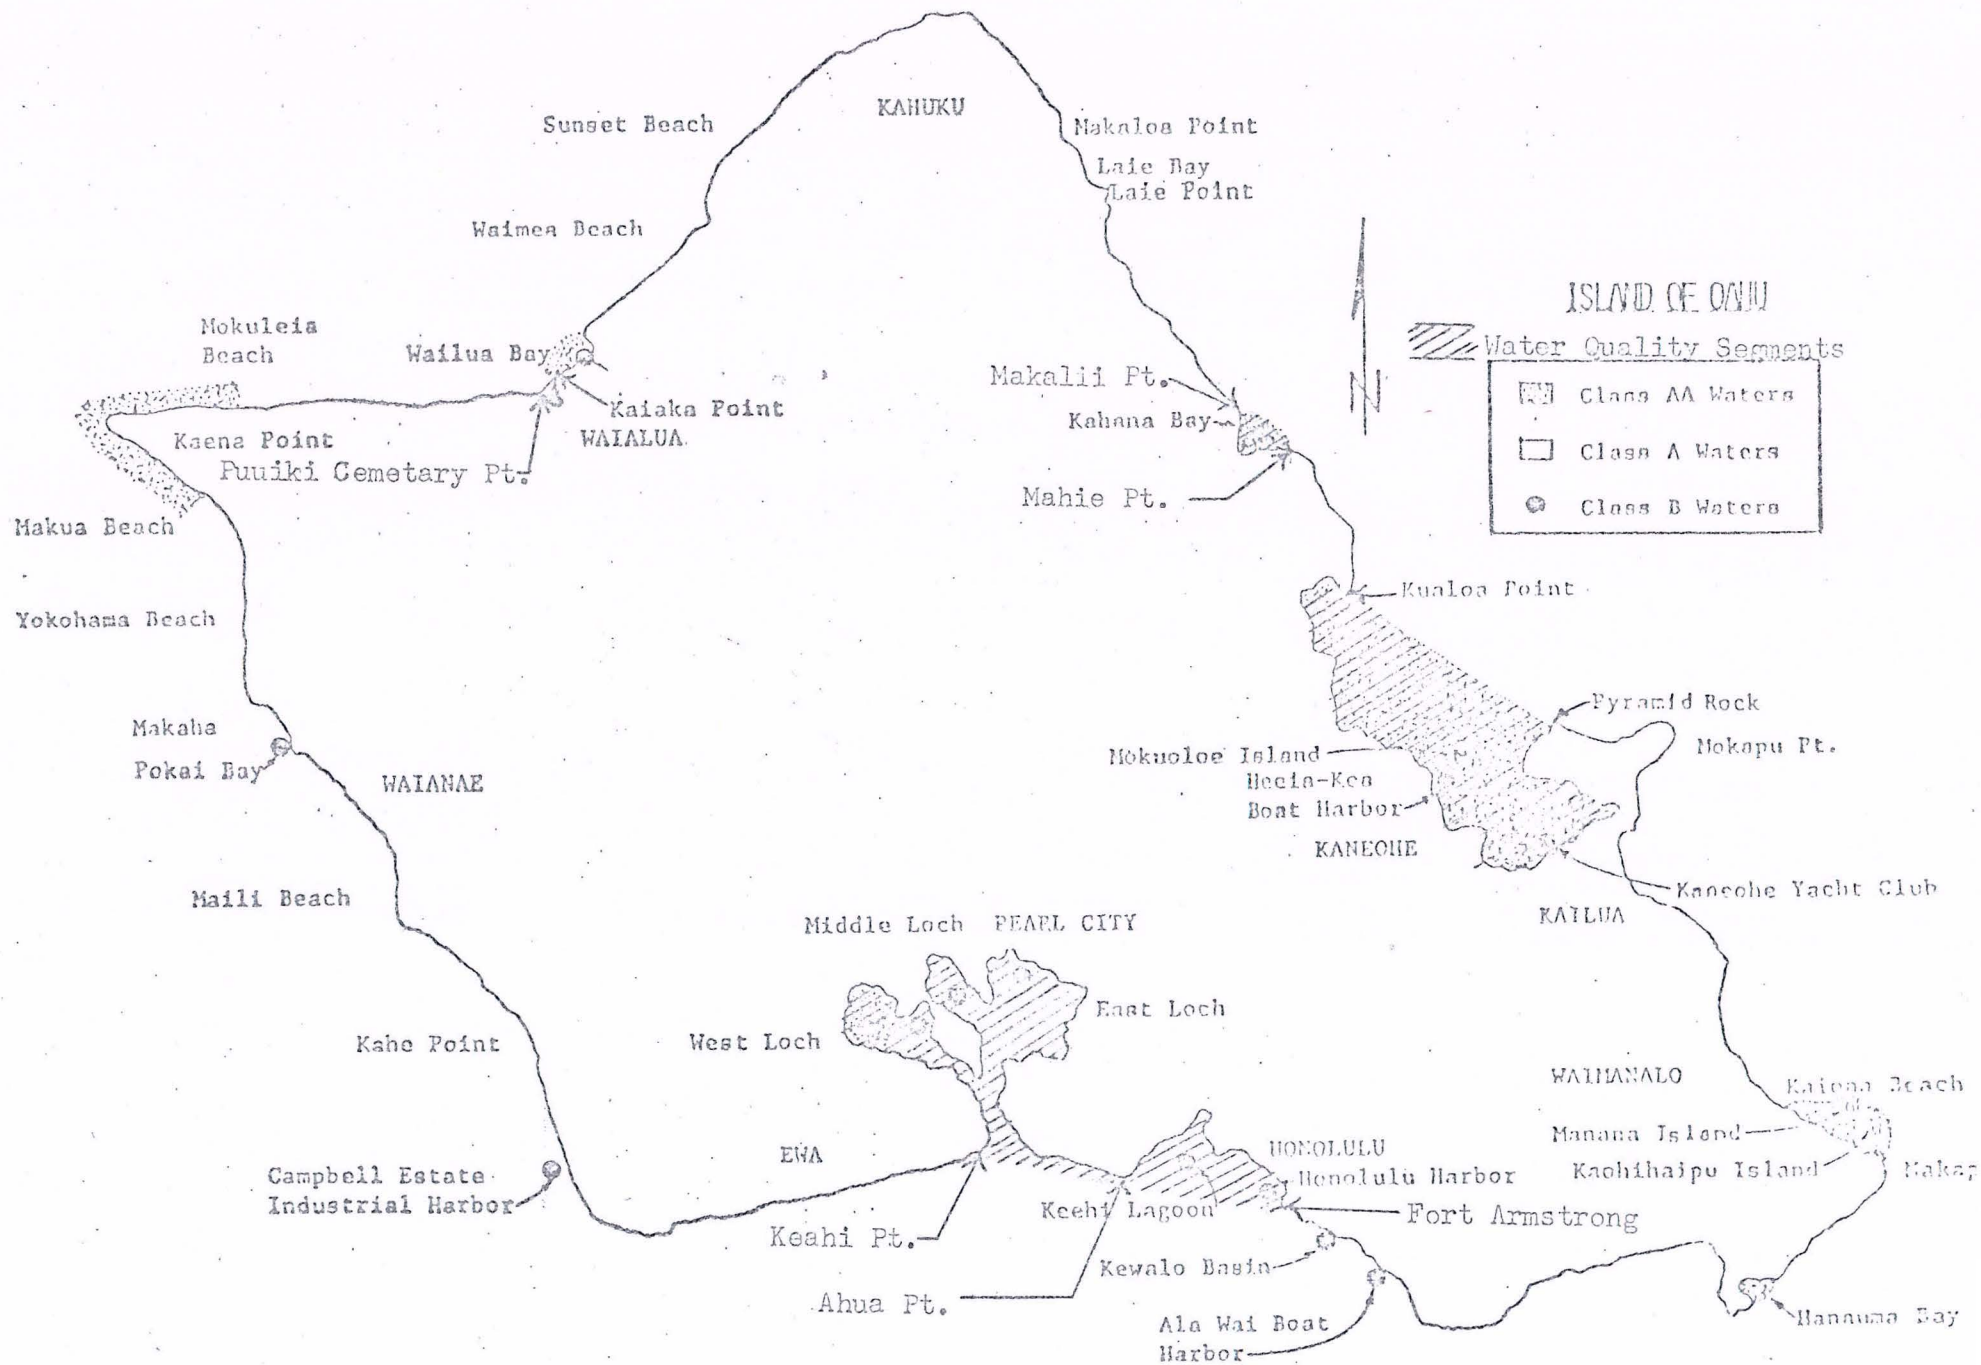 KAHUKU
Sunset Beach
Makaloa Point
Laie Bay
Laie Point
Waimea Beach
ISLAND OF OAHU
Water Quality Segments
Class AA Waters
Class A Waters
Class B Waters
N
Mokuleia
Beach
Wailua Bay
Kaiaka Point
WAIALUA
Kaena Point
Puuiki Cemetary Pt.
Makalii Pt.
Kahana Bay
Mahie Pt.
Makua Beach
Yokohama Beach
Kualoa Point
Pyramid Rock
Mokapu Pt.
Makaha
Pokai Bay
WAIANAE
Mokuoloe Island
Heeia-Kea
Boat Harbor
KANEOHE
Kaneohe Yacht Club
KAILUA
Maili Beach
Middle Loch
PEARL CITY
East Loch
West Loch
Kahe Point
WAIMANALO
Kaiona Beach
Manana Island
Kaohihaipu Island
Makap
EWA
HONOLULU
Honolulu Harbor
Campbell Estate
Industrial Harbor
Keehi Lagoon
Fort Armstrong
Keahi Pt.
Kewalo Basin
Ahua Pt.
Ala Wai Boat
Harbor
Hanauma Bay